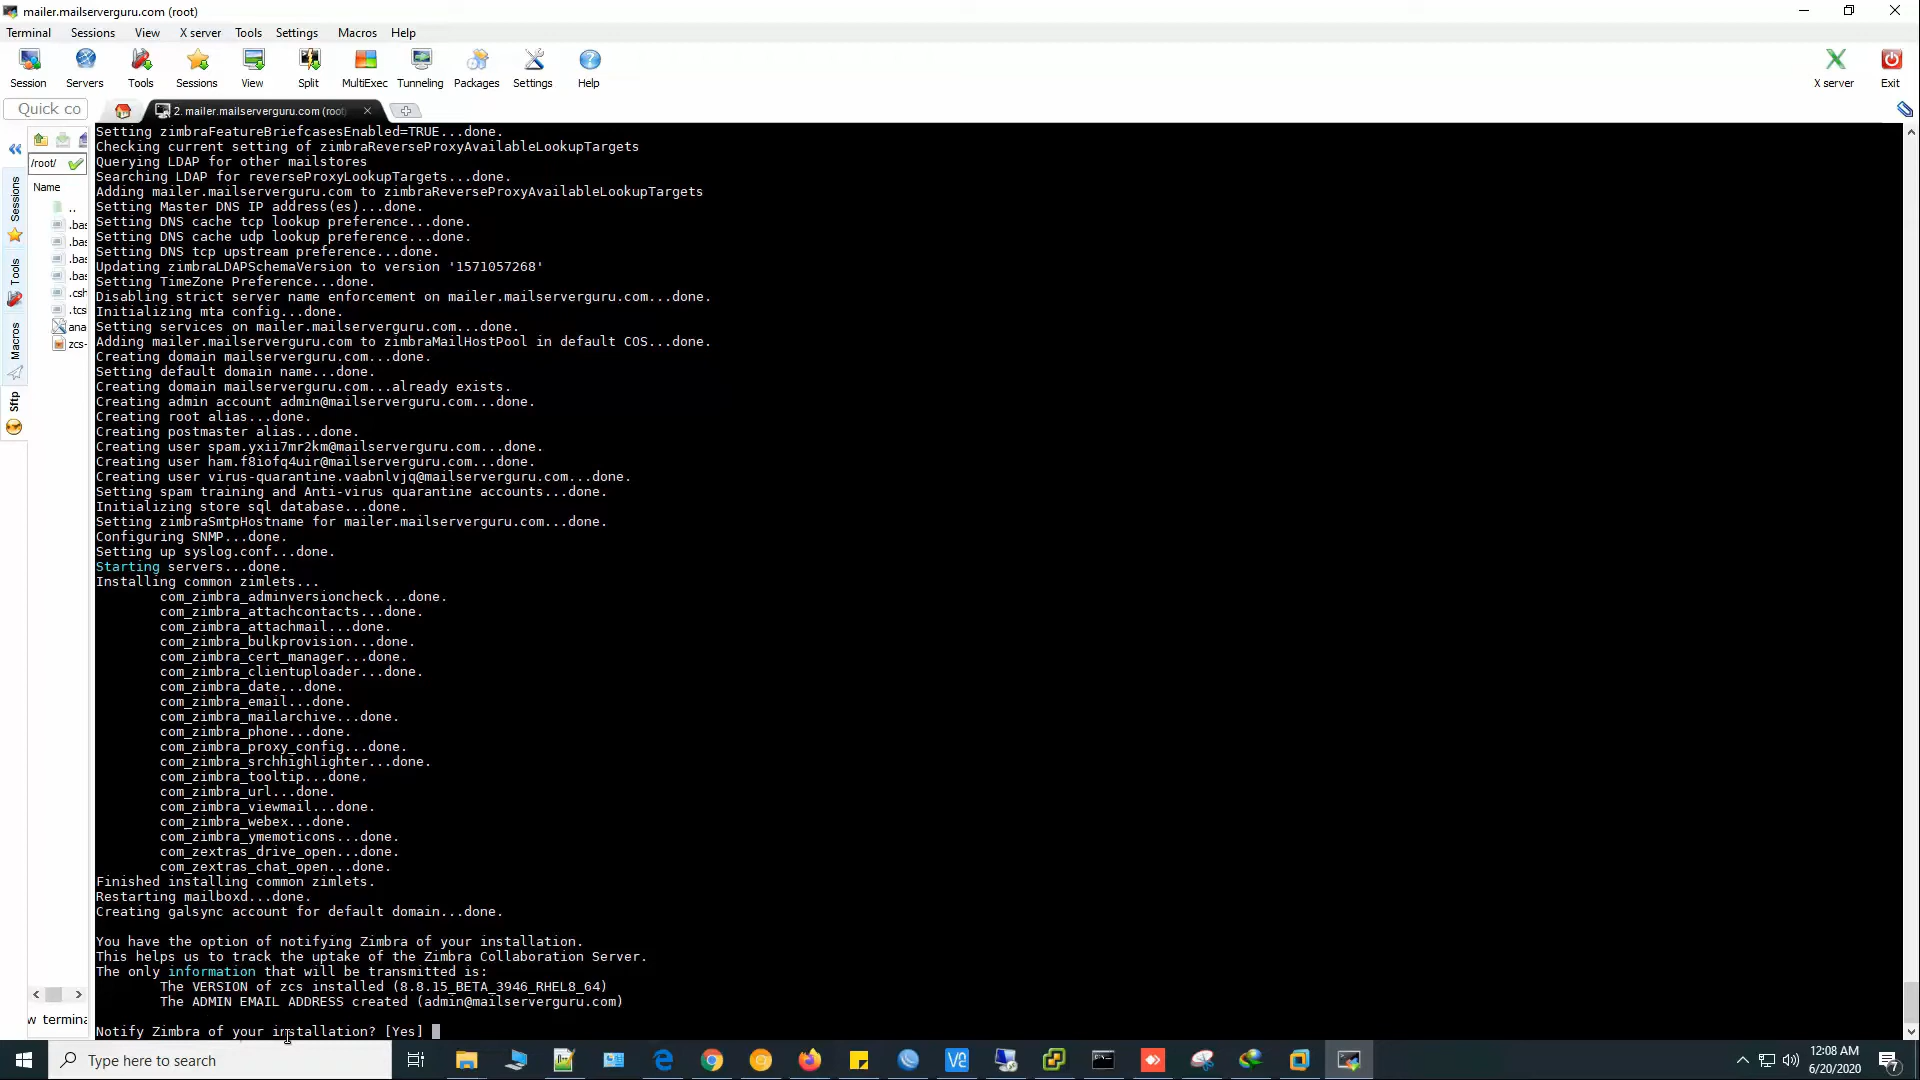 mailer.mailserverguru.com (root)
Terminal Sessions View X server Tools Settings Macros Help
Session Servers Tools Sessions View Split MultiExec Tunneling Packages Settings Help X server Exit
Quick co
2. mailer.mailserverguru.com (root)
/root/
Name
..
.bas
.bas
.bas
.bas
.csh
.tcs
ana
zcs-
Sessions
Tools
Macros
Sftp
w termina
Setting zimbraFeatureBriefcasesEnabled=TRUE...done.
Checking current setting of zimbraReverseProxyAvailableLookupTargets
Querying LDAP for other mailstores
Searching LDAP for reverseProxyLookupTargets...done.
Adding mailer.mailserverguru.com to zimbraReverseProxyAvailableLookupTargets
Setting Master DNS IP address(es)...done.
Setting DNS cache tcp lookup preference...done.
Setting DNS cache udp lookup preference...done.
Setting DNS tcp upstream preference...done.
Updating zimbraLDAPSchemaVersion to version '1571057268'
Setting TimeZone Preference...done.
Disabling strict server name enforcement on mailer.mailserverguru.com...done.
Initializing mta config...done.
Setting services on mailer.mailserverguru.com...done.
Adding mailer.mailserverguru.com to zimbraMailHostPool in default COS...done.
Creating domain mailserverguru.com...done.
Setting default domain name...done.
Creating domain mailserverguru.com...already exists.
Creating admin account admin@mailserverguru.com...done.
Creating root alias...done.
Creating postmaster alias...done.
Creating user spam.yxii7mr2km@mailserverguru.com...done.
Creating user ham.f8iofq4uir@mailserverguru.com...done.
Creating user virus-quarantine.vaabnlvjq@mailserverguru.com...done.
Setting spam training and Anti-virus quarantine accounts...done.
Initializing store sql database...done.
Setting zimbraSmtpHostname for mailer.mailserverguru.com...done.
Configuring SNMP...done.
Setting up syslog.conf...done.
Starting servers...done.
Installing common zimlets...
com_zimbra_adminversioncheck...done.
com_zimbra_attachcontacts...done.
com_zimbra_attachmail...done.
com_zimbra_bulkprovision...done.
com_zimbra_cert_manager...done.
com_zimbra_clientuploader...done.
com_zimbra_date...done.
com_zimbra_email...done.
com_zimbra_mailarchive...done.
com_zimbra_phone...done.
com_zimbra_proxy_config...done.
com_zimbra_srchhighlighter...done.
com_zimbra_tooltip...done.
com_zimbra_url...done.
com_zimbra_viewmail...done.
com_zimbra_webex...done.
com_zimbra_ymemoticons...done.
com_zextras_drive_open...done.
com_zextras_chat_open...done.
Finished installing common zimlets.
Restarting mailboxd...done.
Creating galsync account for default domain...done.
You have the option of notifying Zimbra of your installation.
This helps us to track the uptake of the Zimbra Collaboration Server.
The only information that will be transmitted is:
The VERSION of zcs installed (8.8.15_BETA_3946_RHEL8_64)
The ADMIN EMAIL ADDRESS created (admin@mailserverguru.com)
Notify Zimbra of your installation? [Yes]
Type here to search
12:08 AM
6/20/2020
7